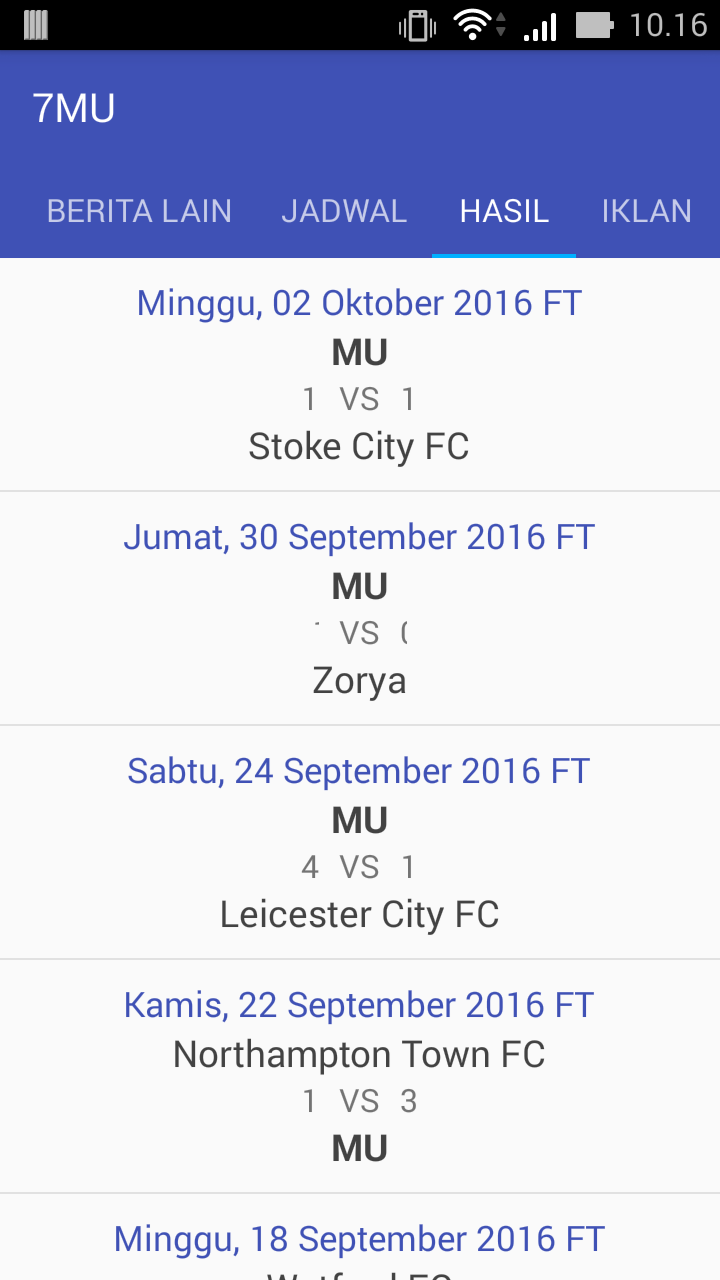 10.16
7MU
BERITA LAIN JADWAL HASIL IKLAN
Minggu, 02 Oktober 2016 FT
MU
1 VS 1
Stoke City FC
Jumat, 30 September 2016 FT
MU
VS
Zorya
Sabtu, 24 September 2016 FT
MU
4 VS 1
Leicester City FC
Kamis, 22 September 2016 FT
Northampton Town FC
1 VS 3
MU
Minggu, 18 September 2016 FT